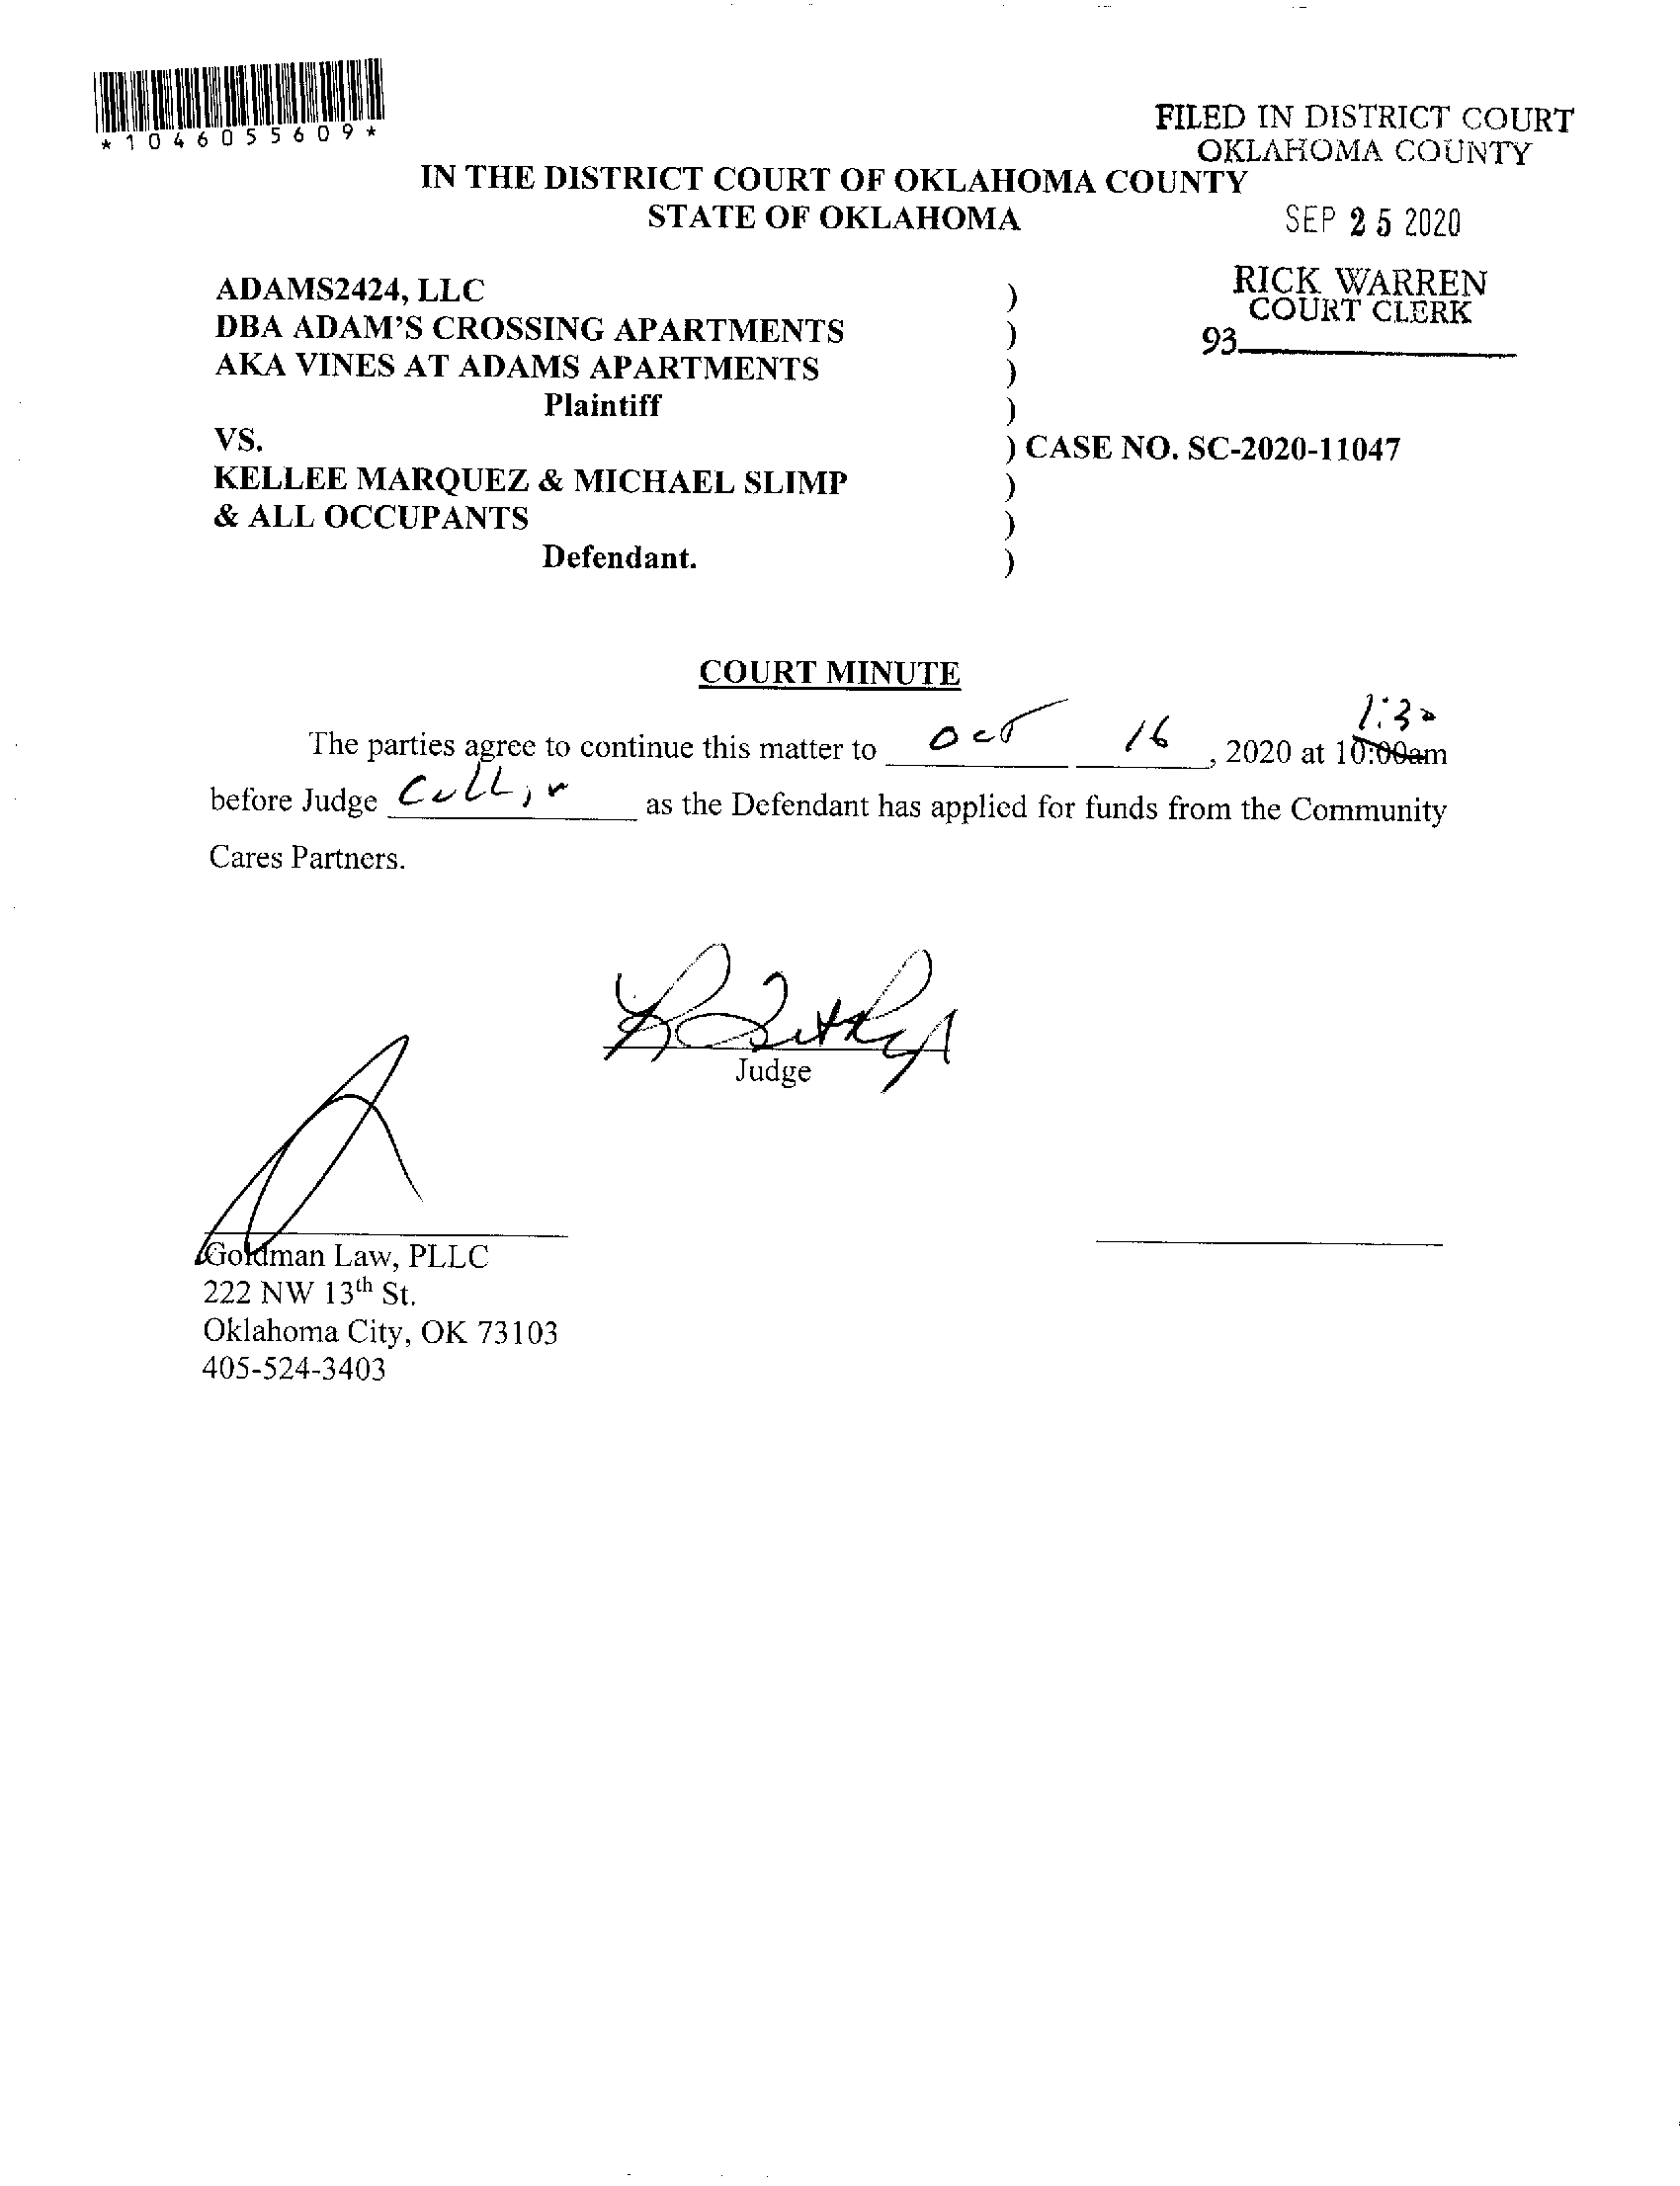 *1046055609*
FILED IN DISTRICT COURT
OKLAHOMA COUNTY
IN THE DISTRICT COURT OF OKLAHOMA COUNTY
STATE OF OKLAHOMA
SEP 25 2020
RICK WARREN
COURT CLERK
93
ADAMS2424, LLC )
DBA ADAM'S CROSSING APARTMENTS )
AKA VINES AT ADAMS APARTMENTS )
Plaintiff )
VS. ) CASE NO. SC-2020-11047
KELLEE MARQUEZ & MICHAEL SLIMP )
& ALL OCCUPANTS )
Defendant. )
COURT MINUTE
1:30
The parties agree to continue this matter to Oct 16, 2020 at 10:00am
before Judge as the Defendant has applied for funds from the Community
Cares Partners.
Judge
Goldman Law, PLLC
222 NW 13th St.
Oklahoma City, OK 73103
405-524-3403